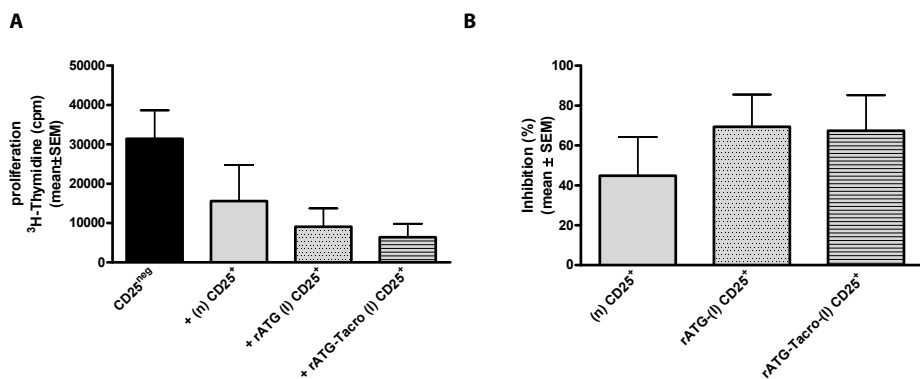 A
proliferation
³H-Thymidine (cpm)
(mean±SEM)
50000
40000
30000
20000
10000
0
CD25ⁿᵉᵍ
+ (n) CD25⁺
+ rATG (I) CD25⁺
+ rATG-Tacro (I) CD25⁺
B
Inhibition (%)
(mean ± SEM)
100
80
60
40
20
0
(n) CD25⁺
rATG-(I) CD25⁺
rATG-Tacro-(I) CD25⁺